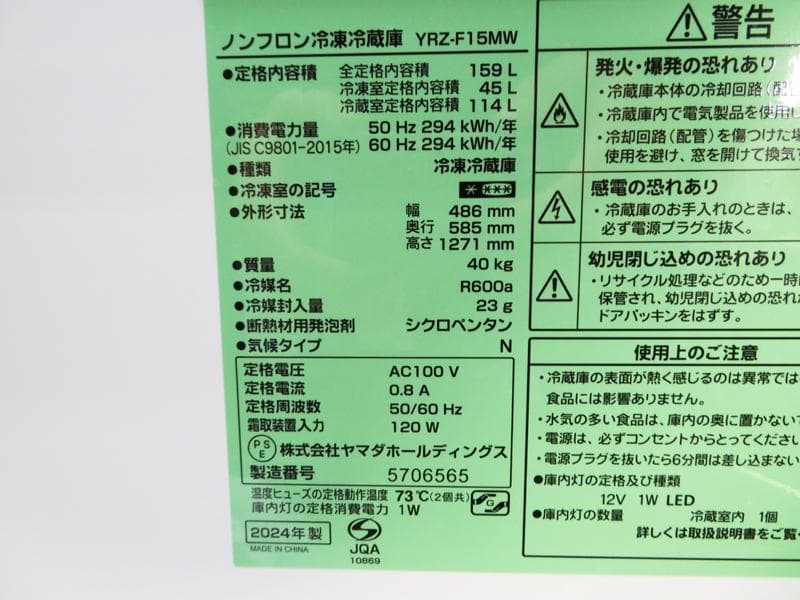 ノンフロン冷凍冷蔵庫 YRZ-F15MW
●定格内容積 全定格内容積 159 L
冷凍室定格内容積 45 L
冷蔵室定格内容積 114 L
●消費電力量 50 Hz 294 kWh/年
(JIS C9801-2015年) 60 Hz 294 kWh/年
●種類 冷凍冷蔵庫
●冷凍室の記号
●外形寸法 幅 486 mm
奥行 585 mm
高さ 1271 mm
●質量 40 kg
●冷媒名 R600a
●冷媒封入量 23 g
●断熱材用発泡剤 シクロペンタン
●気候タイプ N
定格電圧 AC100 V
定格電流 0.8 A
定格周波数 50/60 Hz
霜取装置入力 120 W
PSE 株式会社ヤマダホールディングス
製造番号 5706565
温度ヒューズの定格動作温度 73℃(2個共)
庫内灯の定格消費電力 1W
G
2024年製
MADE IN CHINA
S
JQA
10869
警告
発火・爆発の恐れあり
・冷蔵庫本体の冷却回路(配
・冷蔵庫内で電気製品を使用し
・冷却回路(配管)を傷つけた場
使用を避け、窓を開けて換気
感電の恐れあり
・冷蔵庫のお手入れのときは、
必ず電源プラグを抜く。
幼児閉じ込めの恐れあり
・リサイクル処理などのため一時
保管され、幼児閉じ込めの恐れ
ドアパッキンをはずす。
使用上のご注意
・冷蔵庫の表面が熱く感じるのは異常では
食品には影響ありません。
・水気の多い食品は、庫内の奥に置かない
・電源は、必ずコンセントからとってくださ
・電源プラグを抜いたら6分間は差し込まない
●庫内灯の定格及び種類
12V 1W LED
●庫内灯の数量 冷蔵室内 1個
詳しくは取扱説明書をご覧く